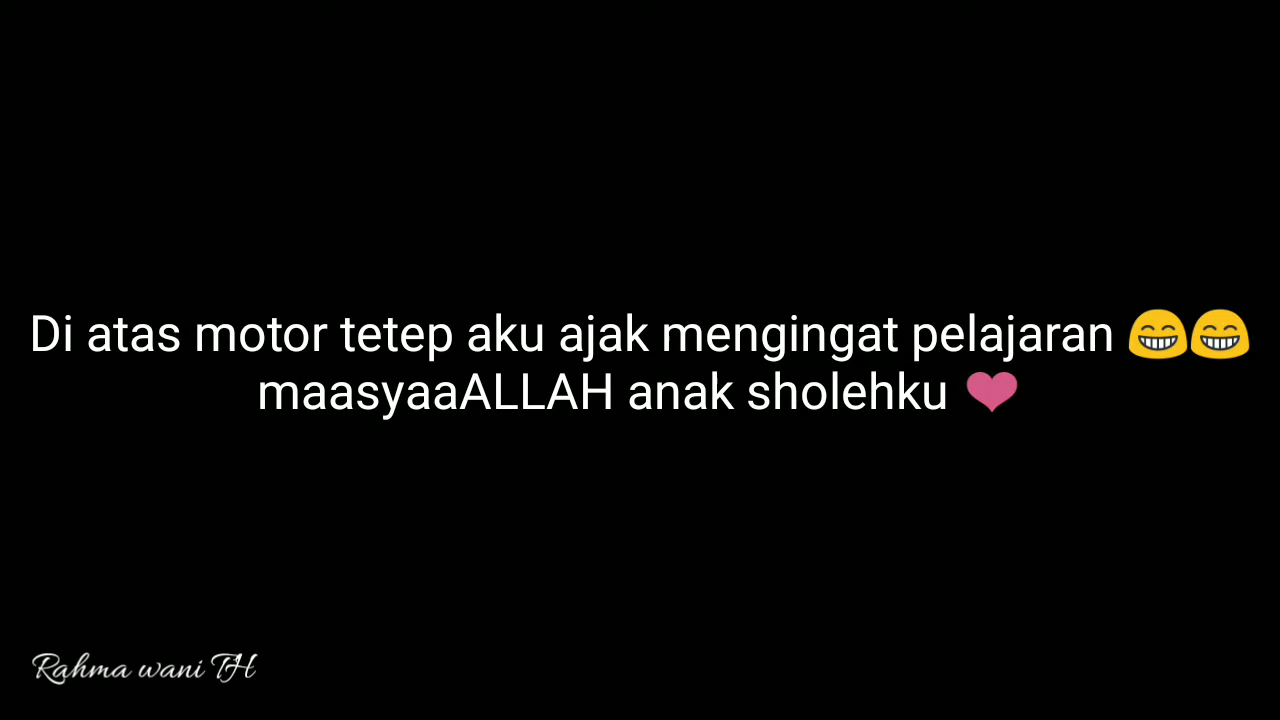 Di atas motor tetep aku ajak mengingat pelajaran 😁😁
maasyaaALLAH anak sholehku ❤
Rahma wani TH